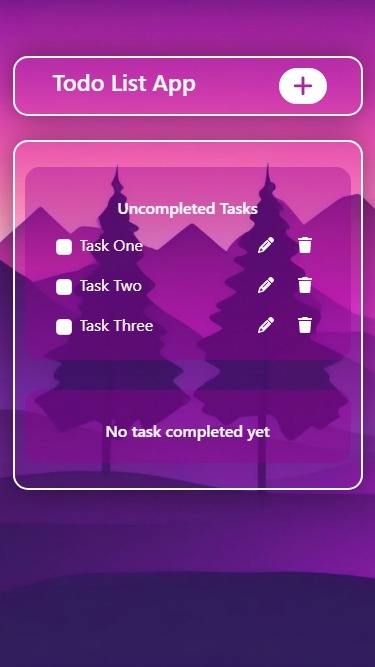 Todo List App
Uncompleted Tasks
Task One
Task Two
Task Three
No task completed yet